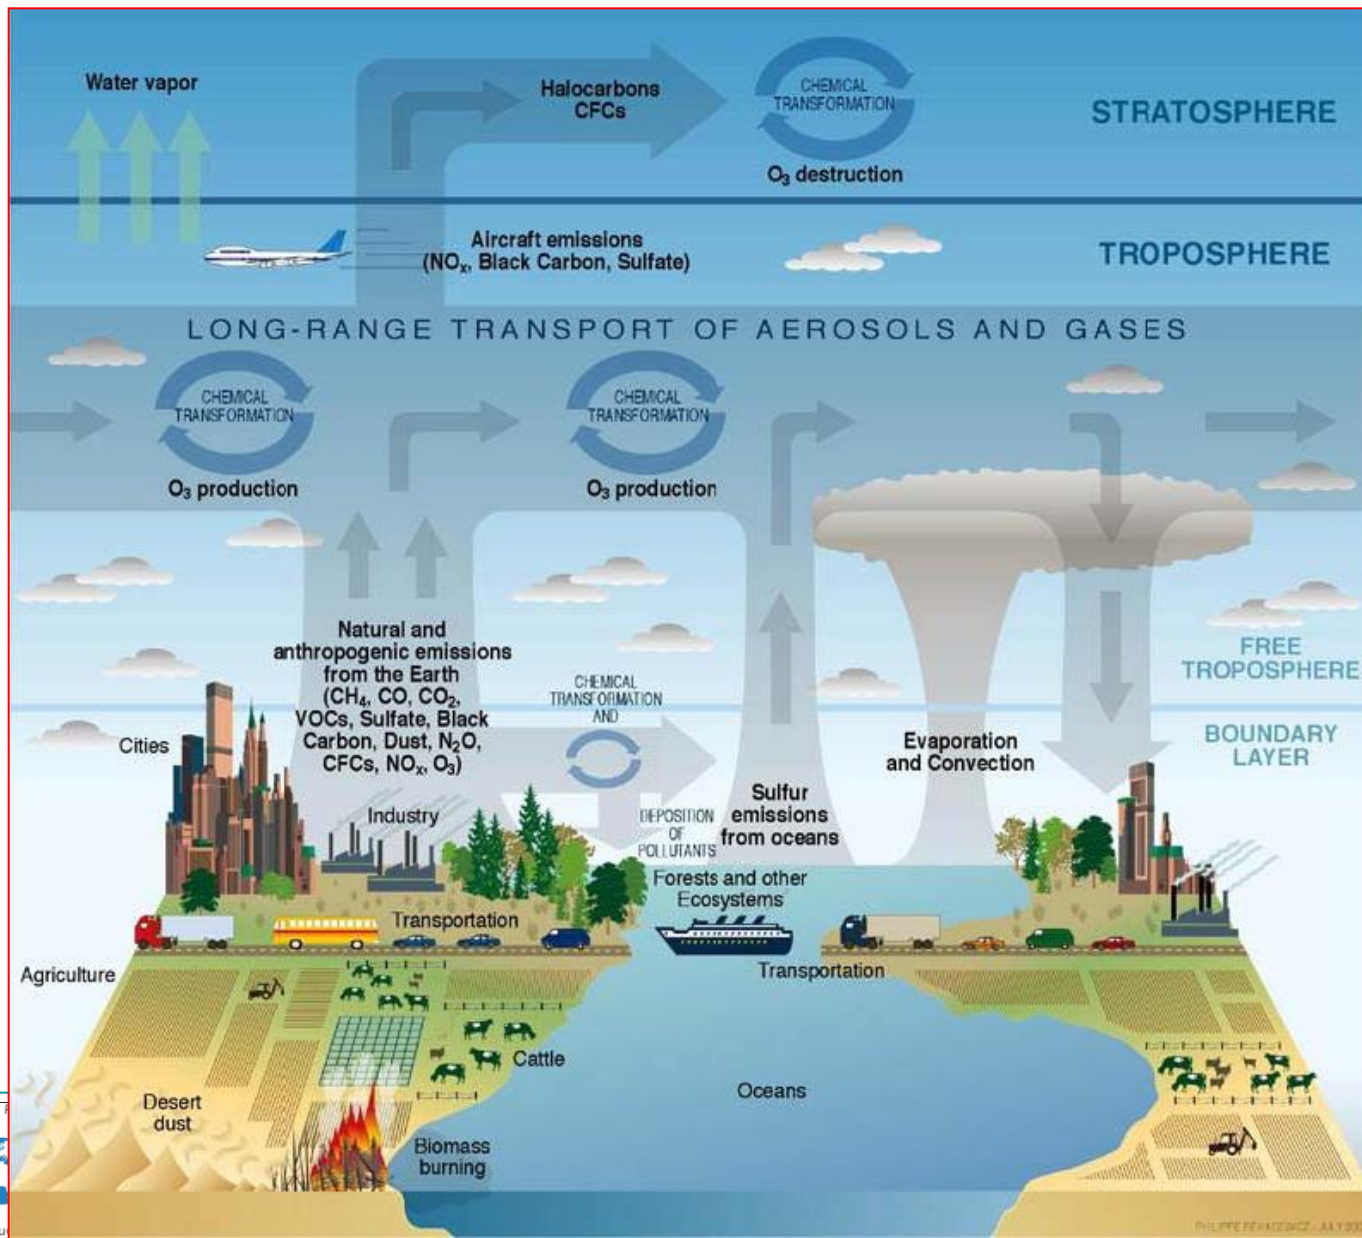 Water vapor
Halocarbons
CFCs
CHEMICAL
TRANSFORMATION
O₃ destruction
STRATOSPHERE
Aircraft emissions
(NOₓ, Black Carbon, Sulfate)
TROPOSPHERE
LONG-RANGE TRANSPORT OF AEROSOLS AND GASES
CHEMICAL
TRANSFORMATION
O₃ production
CHEMICAL
TRANSFORMATION
O₃ production
Natural and
anthropogenic emissions
from the Earth
(CH₄, CO, CO₂,
VOCs, Sulfate, Black
Carbon, Dust, N₂O,
CFCs, NOₓ, O₃)
CHEMICAL
TRANSFORMATION
AND
DEPOSITION
OF
POLLUTANTS
FREE
TROPOSPHERE
BOUNDARY
LAYER
Cities
Evaporation
and Convection
Industry
Sulfur
emissions
from oceans
Forests and other
Ecosystems
Transportation
Transportation
Agriculture
Cattle
Oceans
Desert
dust
Biomass
burning
PHILIPPE REKACEWICZ / JULY